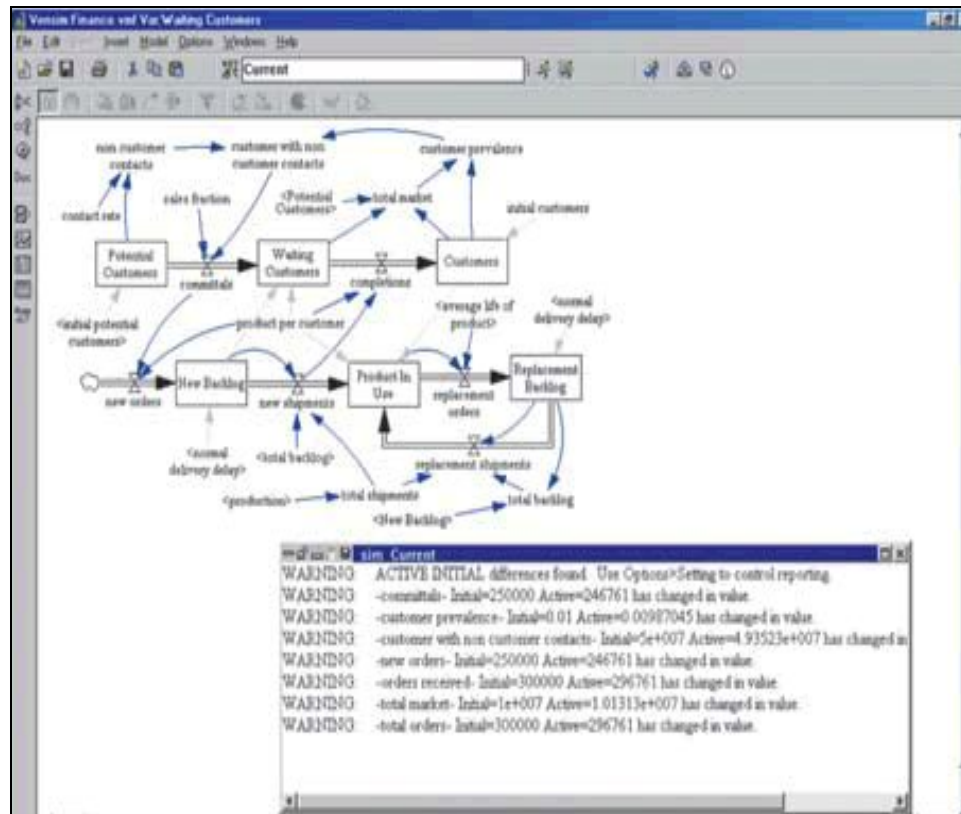 Vensim:Finance.vmf Var:Waiting Customers
File Edit Insert Model Options Windows Help
Current
Doc
non customer
contacts
customer with non
customer contacts
customer prevalence
contact rate
sales fraction
<Potential
Customers>
total market
initial customers
Potential
Customers
committals
Waiting
Customers
completions
Customers
<initial potential
customers>
product per customer
<average life of
product>
<normal
delivery delay>
new orders
New Backlog
new shipments
Product In
Use
replacement
orders
Replacement
Backlog
<normal
delivery delay>
<total backlog>
replacement shipments
<production>
total shipments
total backlog
<New Backlog>
sim Current
WARNING ACTIVE INITIAL differences found. Use Options>Setting to control reporting.
WARNING -committals- Initial=250000 Active=246761 has changed in value.
WARNING -customer prevalence- Initial=0.01 Active=0.00987045 has changed in value.
WARNING -customer with non customer contacts- Initial=5e+007 Active=4.93523e+007 has changed in
WARNING -new orders- Initial=250000 Active=246761 has changed in value.
WARNING -orders received- Initial=300000 Active=296761 has changed in value.
WARNING -total market- Initial=1e+007 Active=1.01313e+007 has changed in value.
WARNING -total orders- Initial=300000 Active=296761 has changed in value.